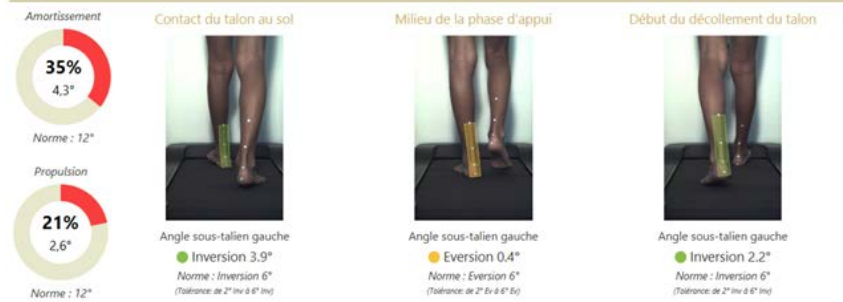 Amortissement
35%
4,3°
Norme : 12°
Propulsion
21%
2,6°
Norme : 12°
Contact du talon au sol
Angle sous-talien gauche
Inversion 3.9°
Norme : Inversion 6°
(Tolérance: de 2° Inv à 6° Inv)
Milieu de la phase d'appui
Angle sous-talien gauche
Eversion 0.4°
Norme : Eversion 6°
(Tolérance: de 2° Ev à 6° Ev)
Début du décollement du talon
Angle sous-talien gauche
Inversion 2.2°
Norme : Inversion 6°
(Tolérance: de 2° Inv à 6° Inv)